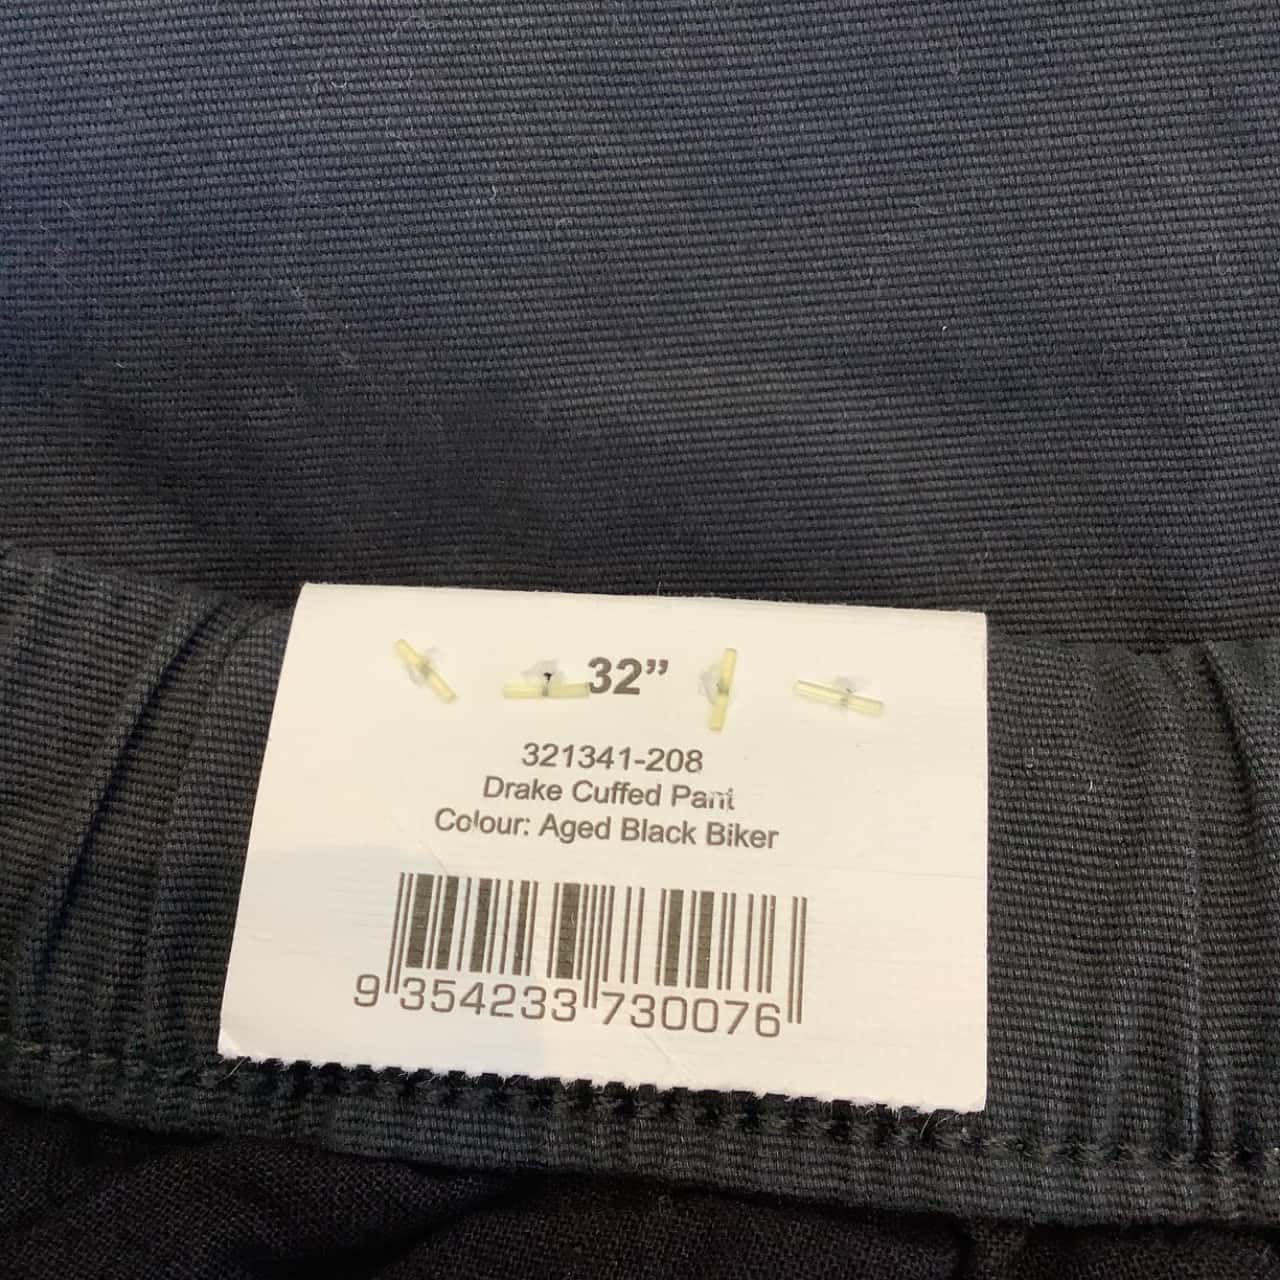 32”
321341-208
Drake Cuffed Pant
Colour: Aged Black Biker
9 354233 730076